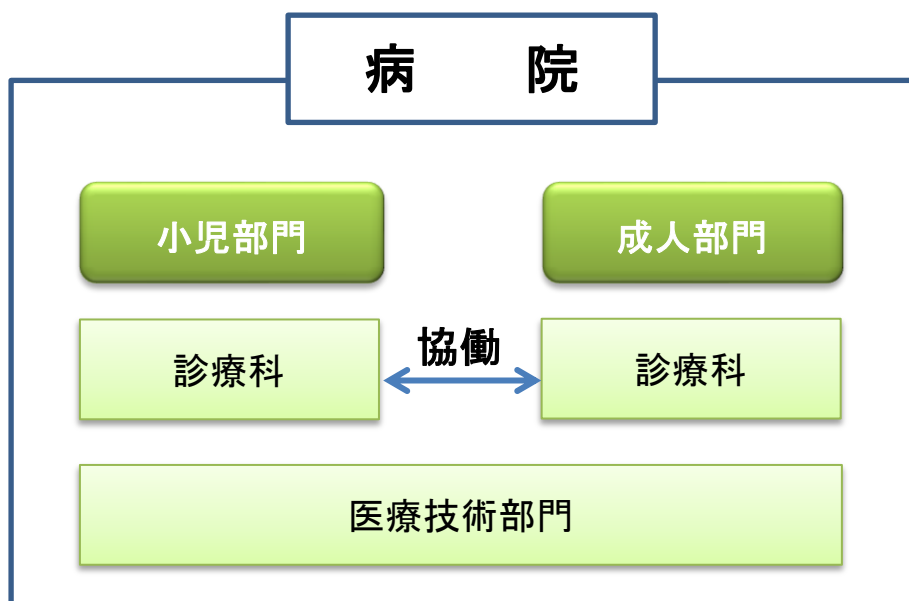 病　　院
小児部門
成人部門
協働
診療科
診療科
医療技術部門